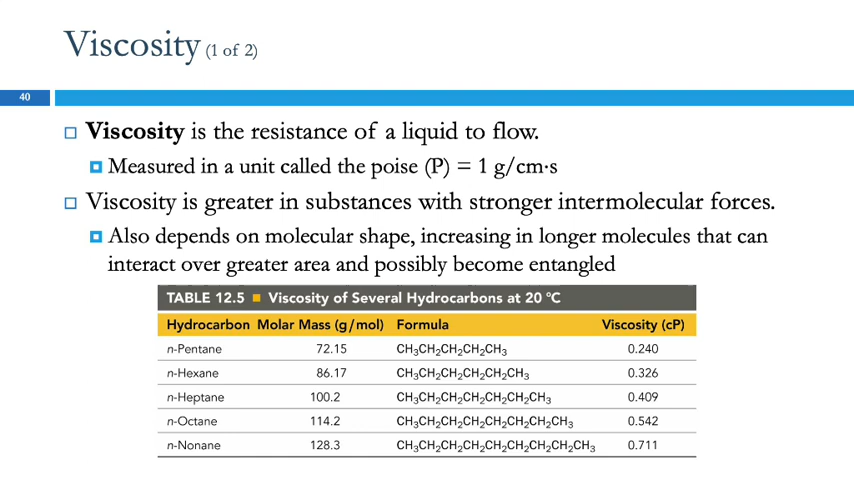 Viscosity (1 of 2)
40
Viscosity is the resistance of a liquid to flow.
Measured in a unit called the poise (P) = 1 g/cm·s
Viscosity is greater in substances with stronger intermolecular forces.
Also depends on molecular shape, increasing in longer molecules that can
interact over greater area and possibly become entangled
TABLE 12.5 ■ Viscosity of Several Hydrocarbons at 20 °C
Hydrocarbon Molar Mass (g/mol) Formula Viscosity (cP)
n-Pentane 72.15 CH₃CH₂CH₂CH₂CH₃ 0.240
n-Hexane 86.17 CH₃CH₂CH₂CH₂CH₂CH₃ 0.326
n-Heptane 100.2 CH₃CH₂CH₂CH₂CH₂CH₂CH₃ 0.409
n-Octane 114.2 CH₃CH₂CH₂CH₂CH₂CH₂CH₂CH₃ 0.542
n-Nonane 128.3 CH₃CH₂CH₂CH₂CH₂CH₂CH₂CH₂CH₃ 0.711